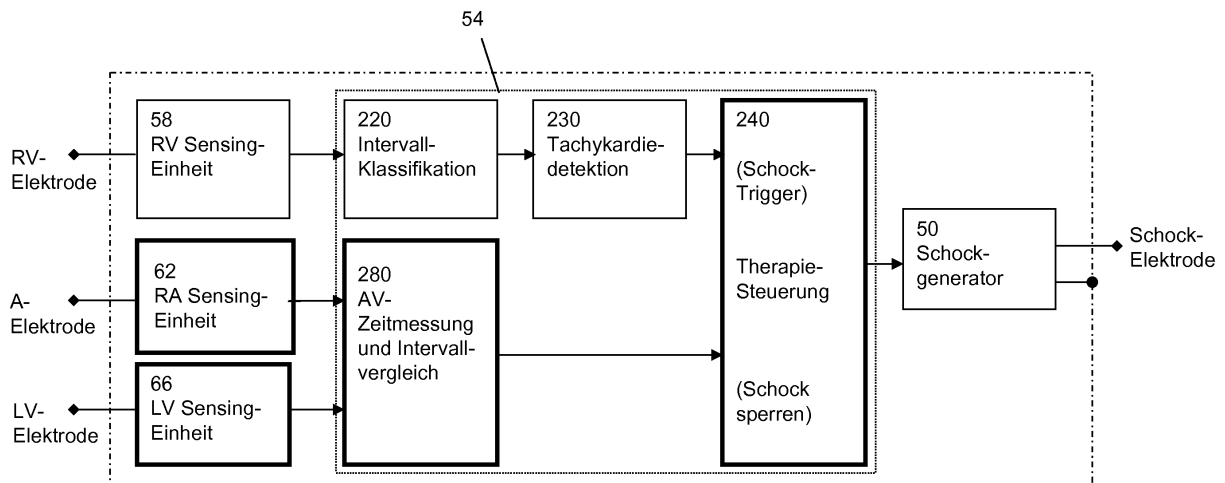 54
RV-
Elektrode
58
RV Sensing-
Einheit
220
Intervall-
Klassifikation
230
Tachykardie-
detektion
240
(Schock-
Trigger)
Therapie-
Steuerung
(Schock
sperren)
50
Schock-
generator
Schock-
Elektrode
A-
Elektrode
62
RA Sensing-
Einheit
280
AV-
Zeitmessung
und Intervall-
vergleich
LV-
Elektrode
66
LV Sensing-
Einheit